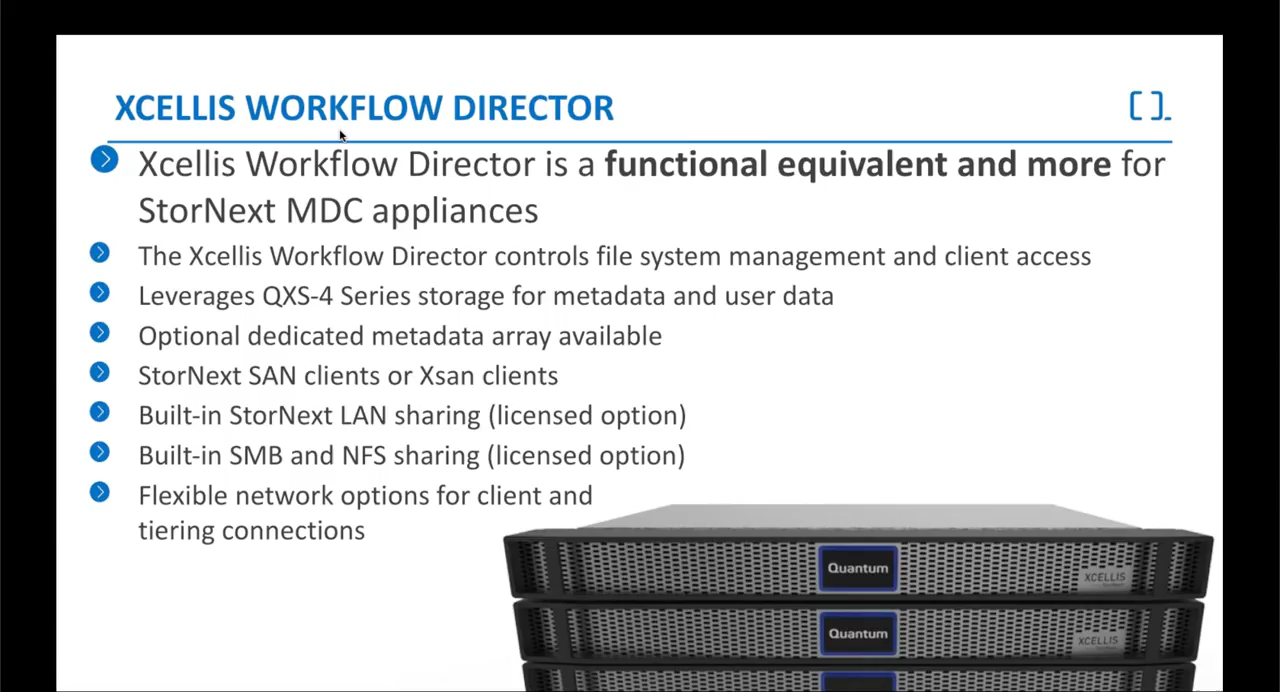 XCELLIS WORKFLOW DIRECTOR
Xcellis Workflow Director is a functional equivalent and more for
StorNext MDC appliances
The Xcellis Workflow Director controls file system management and client access
Leverages QXS-4 Series storage for metadata and user data
Optional dedicated metadata array available
StorNext SAN clients or Xsan clients
Built-in StorNext LAN sharing (licensed option)
Built-in SMB and NFS sharing (licensed option)
Flexible network options for client and
tiering connections
Quantum
XCELLIS
Quantum
XCELLIS
Quantum